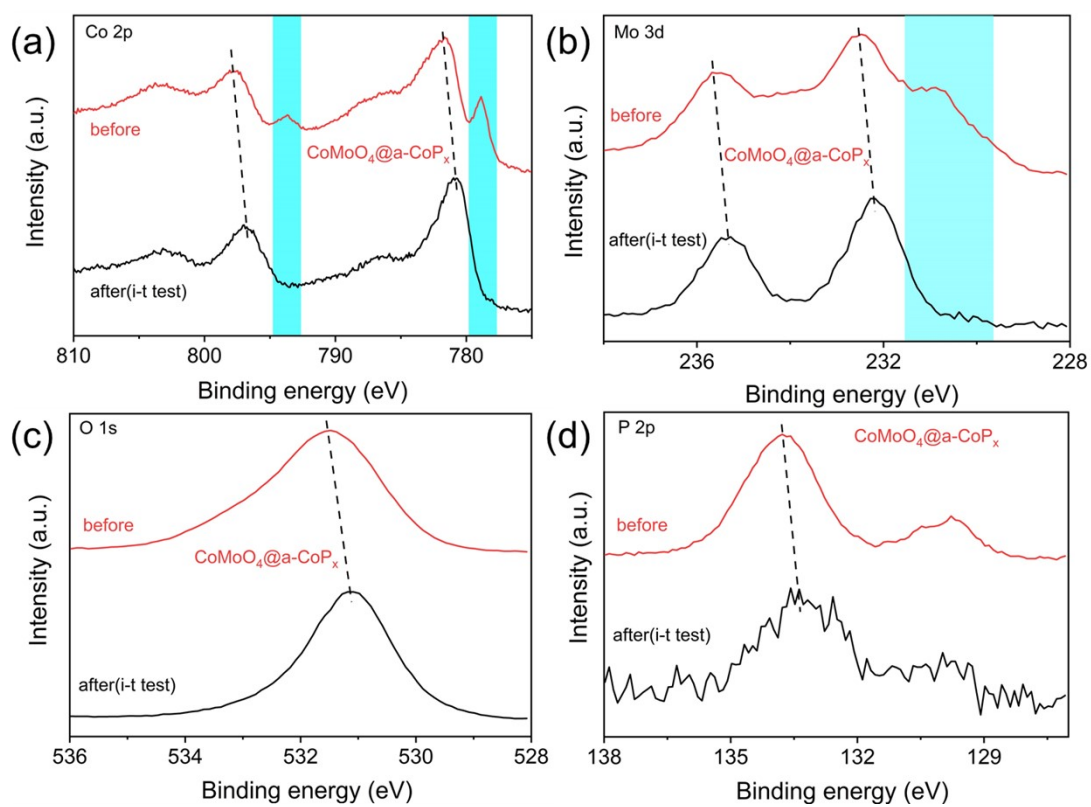 (a)
Co 2p
before
CoMoO₄@a-CoPₓ
after(i-t test)
Intensity (a.u.)
810 800 790 780
Binding energy (eV)
(b)
Mo 3d
before
CoMoO₄@a-CoPₓ
after(i-t test)
Intensity (a.u.)
236 232 228
Binding energy (eV)
(c)
O 1s
before
CoMoO₄@a-CoPₓ
after(i-t test)
Intensity (a.u.)
536 534 532 530 528
Binding energy (eV)
(d)
P 2p
CoMoO₄@a-CoPₓ
before
after(i-t test)
Intensity (a.u.)
138 135 132 129
Binding energy (eV)